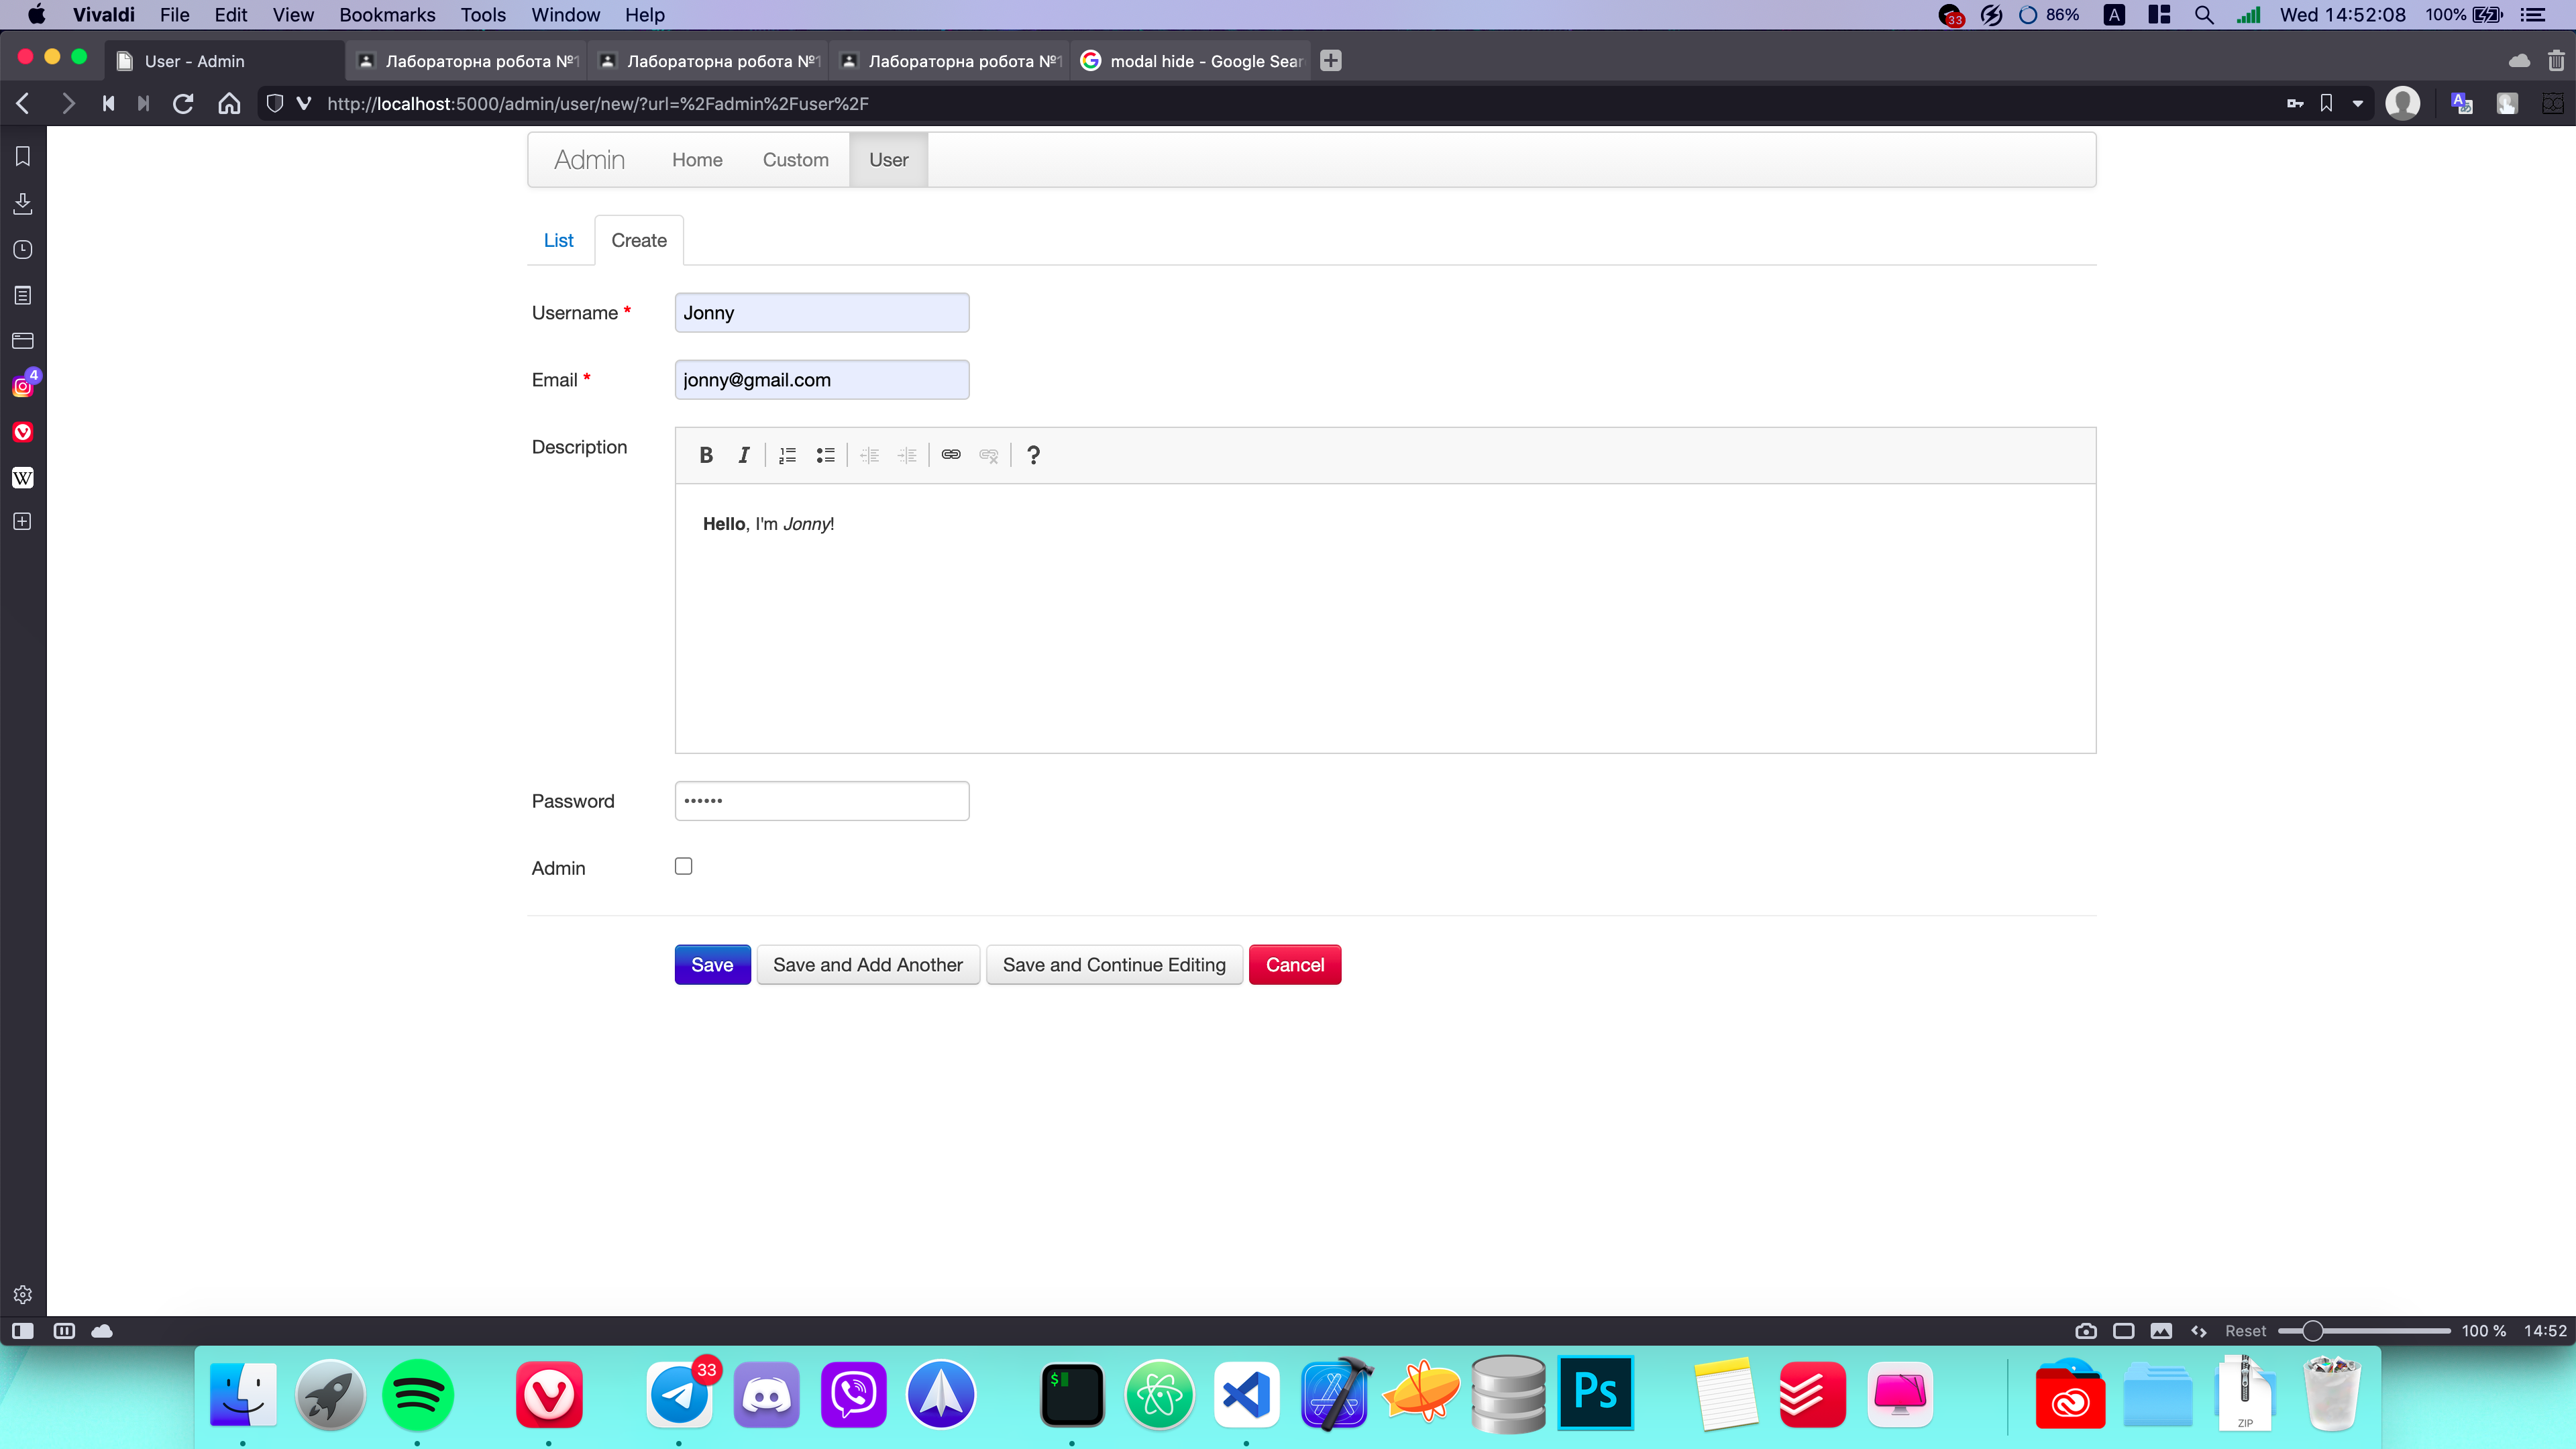 Vivaldi File Edit View Bookmarks Tools Window Help 33 86% A Wed 14:52:08 100%
User - Admin Лабораторна робота №1 Лабораторна робота №1 Лабораторна робота №1 modal hide - Google Sear
http://localhost:5000/admin/user/new/?url=%2Fadmin%2Fuser%2F
Admin Home Custom User
List Create
Username * Jonny
Email * jonny@gmail.com
4
Description B I ?
W
Hello, I'm Jonny!
Password ••••••
Admin
Save Save and Add Another Save and Continue Editing Cancel
Reset 100 % 14:52
33
$
Ps
ZIP